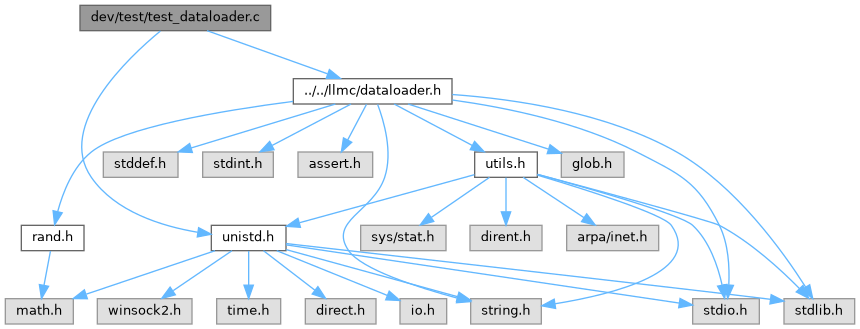 dev/test/test_dataloader.c
../../llmc/dataloader.h
stddef.h
stdint.h
assert.h
utils.h
glob.h
rand.h
unistd.h
sys/stat.h
dirent.h
arpa/inet.h
math.h
winsock2.h
time.h
direct.h
io.h
string.h
stdio.h
stdlib.h